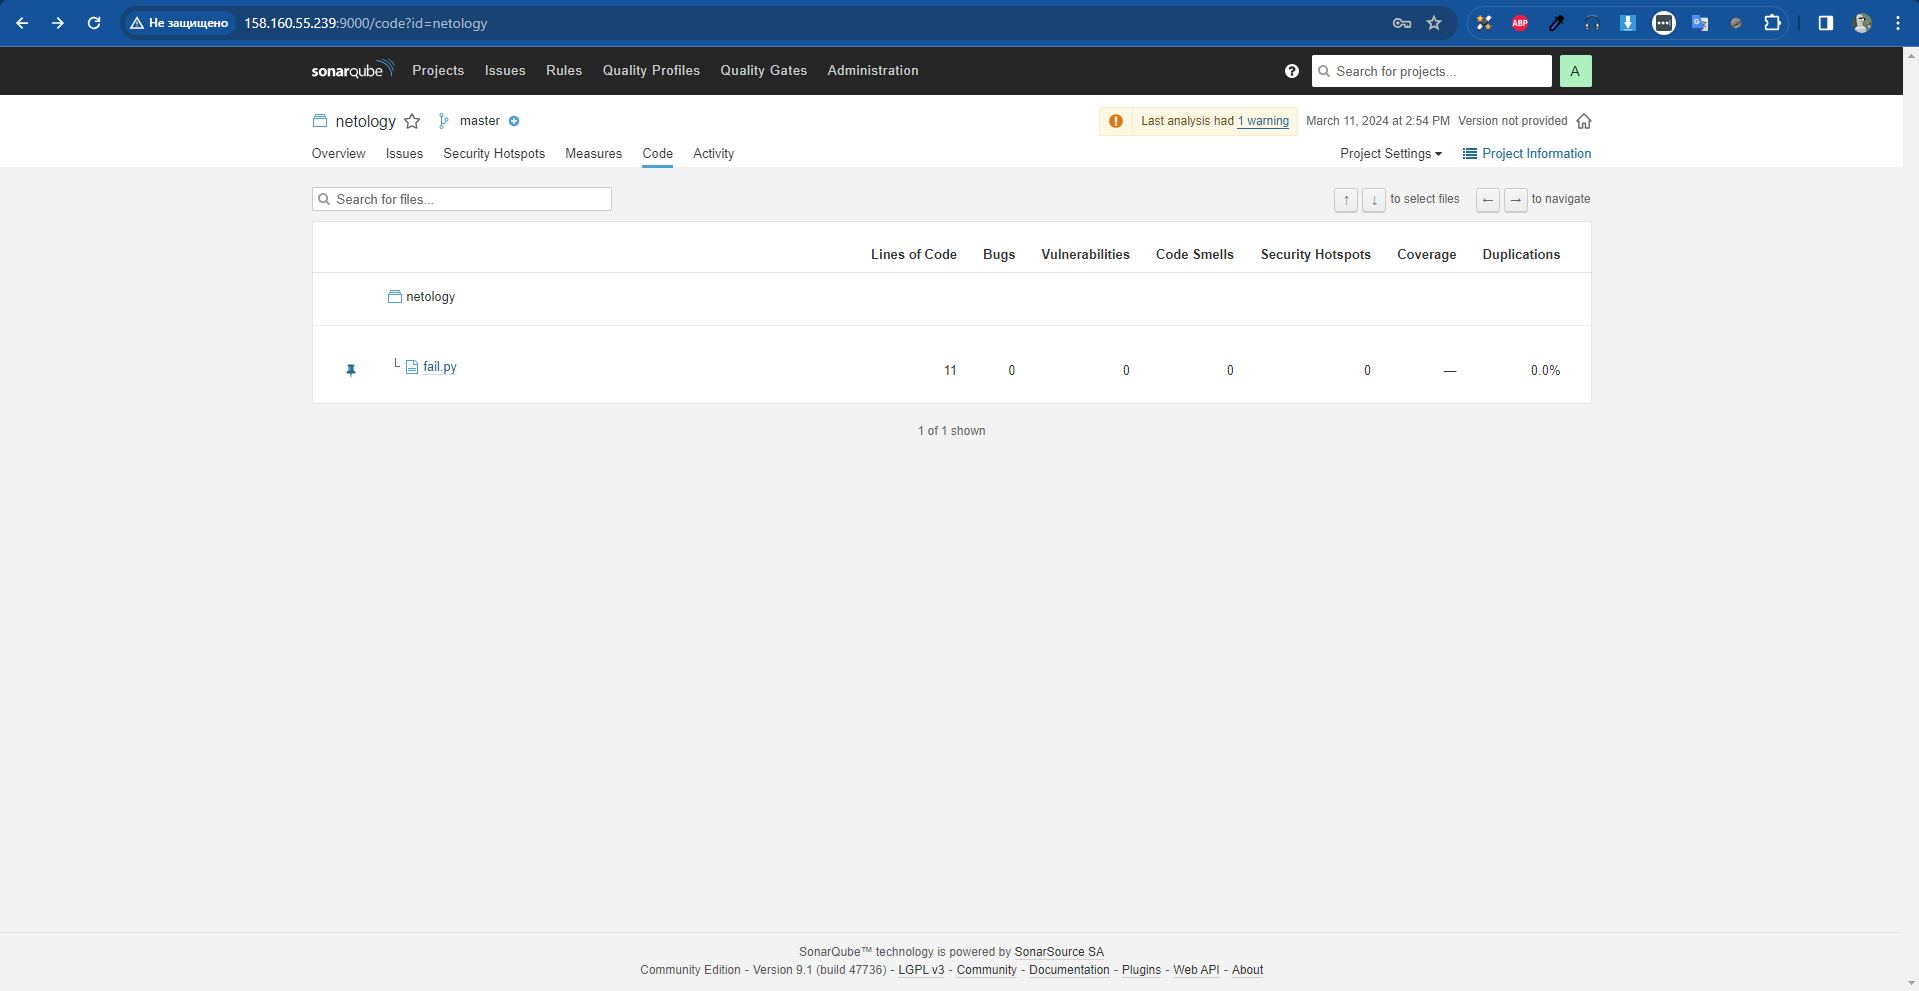 Не защищено 158.160.55.239:9000/code?id=netology ABP
sonarqube Projects Issues Rules Quality Profiles Quality Gates Administration ? Search for projects... A
netology master Last analysis had 1 warning March 11, 2024 at 2:54 PM Version not provided
Overview Issues Security Hotspots Measures Code Activity Project Settings Project Information
Search for files... ↑ ↓ to select files ← → to navigate
Lines of Code Bugs Vulnerabilities Code Smells Security Hotspots Coverage Duplications
netology
fail.py 11 0 0 0 0 — 0.0%
1 of 1 shown
SonarQube™ technology is powered by SonarSource SA
Community Edition - Version 9.1 (build 47736) - LGPL v3 - Community - Documentation - Plugins - Web API - About